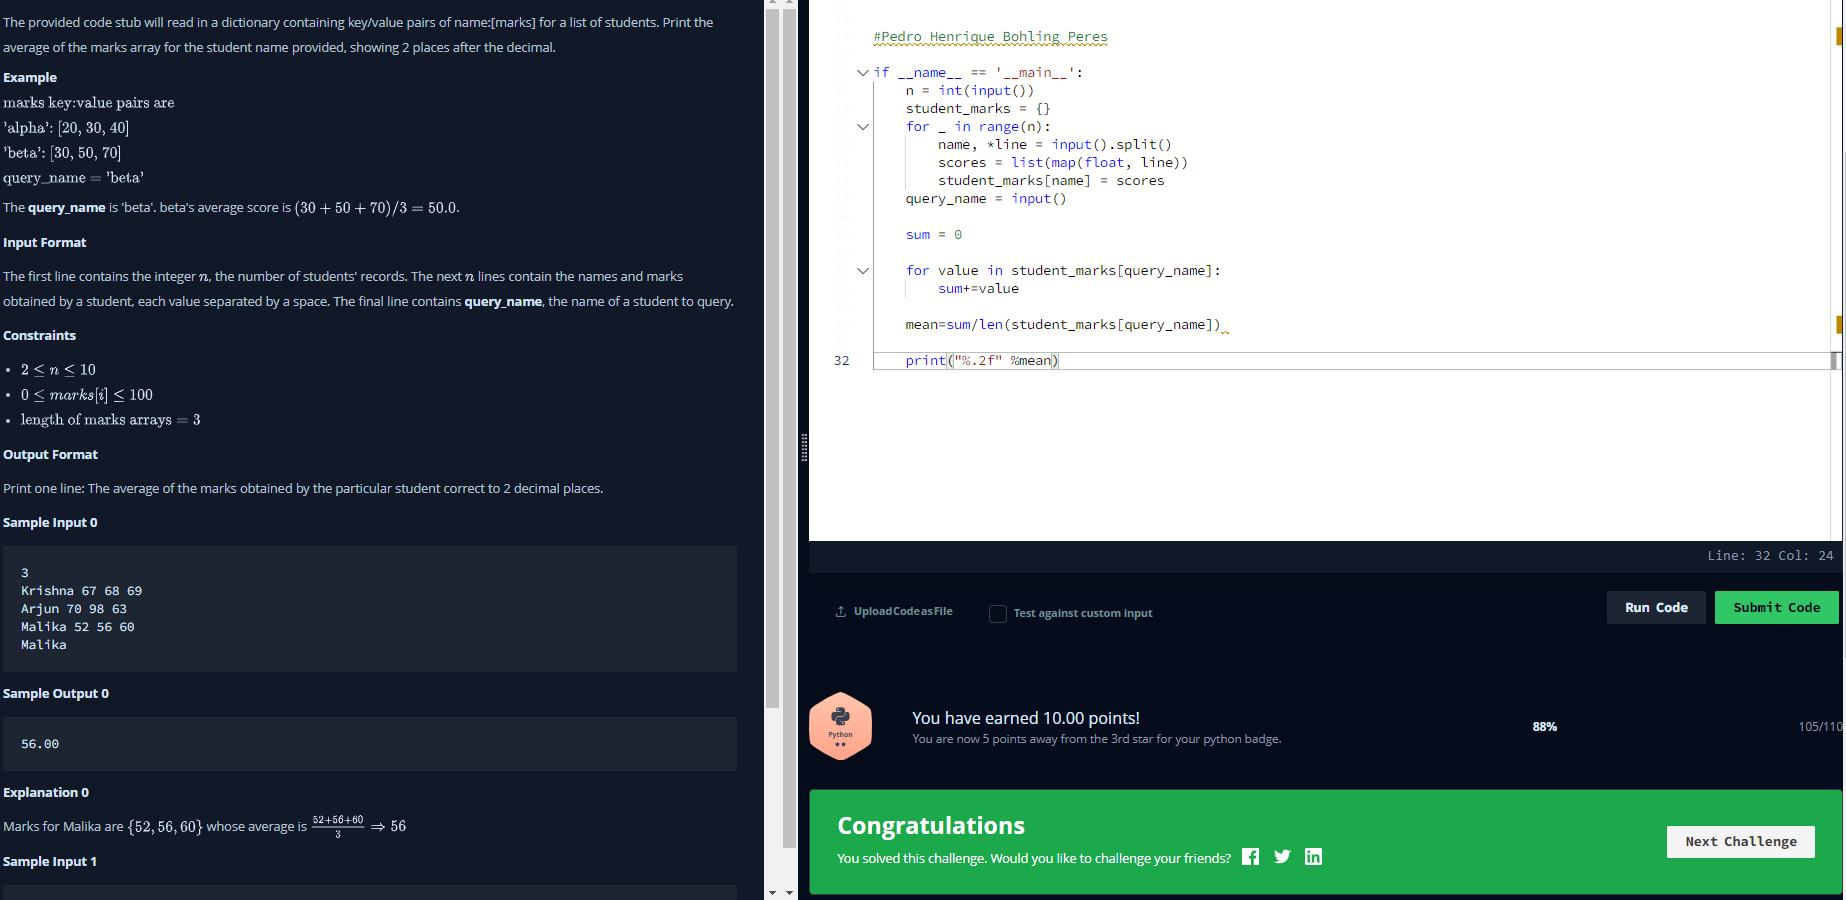 The provided code stub will read in a dictionary containing key/value pairs of name:[marks] for a list of students. Print the
average of the marks array for the student name provided, showing 2 places after the decimal.
Example
marks key:value pairs are
'alpha': [20, 30, 40]
'beta': [30, 50, 70]
query_name = 'beta'
The query_name is 'beta'. beta's average score is (30 + 50 + 70)/3 = 50.0.
Input Format
The first line contains the integer n, the number of students' records. The next n lines contain the names and marks
obtained by a student, each value separated by a space. The final line contains query_name, the name of a student to query.
Constraints
• 2 ≤ n ≤ 10
• 0 ≤ marks[i] ≤ 100
• length of marks arrays = 3
Output Format
Print one line: The average of the marks obtained by the particular student correct to 2 decimal places.
Sample Input 0
3
Krishna 67 68 69
Arjun 70 98 63
Malika 52 56 60
Malika
Sample Output 0
56.00
Explanation 0
Marks for Malika are {52, 56, 60} whose average is (52+56+60)/3 ⇒ 56
Sample Input 1
#Pedro Henrique Bohling Peres
if __name__ == '__main__':
n = int(input())
student_marks = {}
for _ in range(n):
name, *line = input().split()
scores = list(map(float, line))
student_marks[name] = scores
query_name = input()
sum = 0
for value in student_marks[query_name]:
sum+=value
mean=sum/len(student_marks[query_name])
32 print("%.2f" %mean)
Line: 32 Col: 24
Upload Code as File
Test against custom input
Run Code
Submit Code
Python
You have earned 10.00 points!
You are now 5 points away from the 3rd star for your python badge.
88%
105/110
Congratulations
You solved this challenge. Would you like to challenge your friends?
Next Challenge